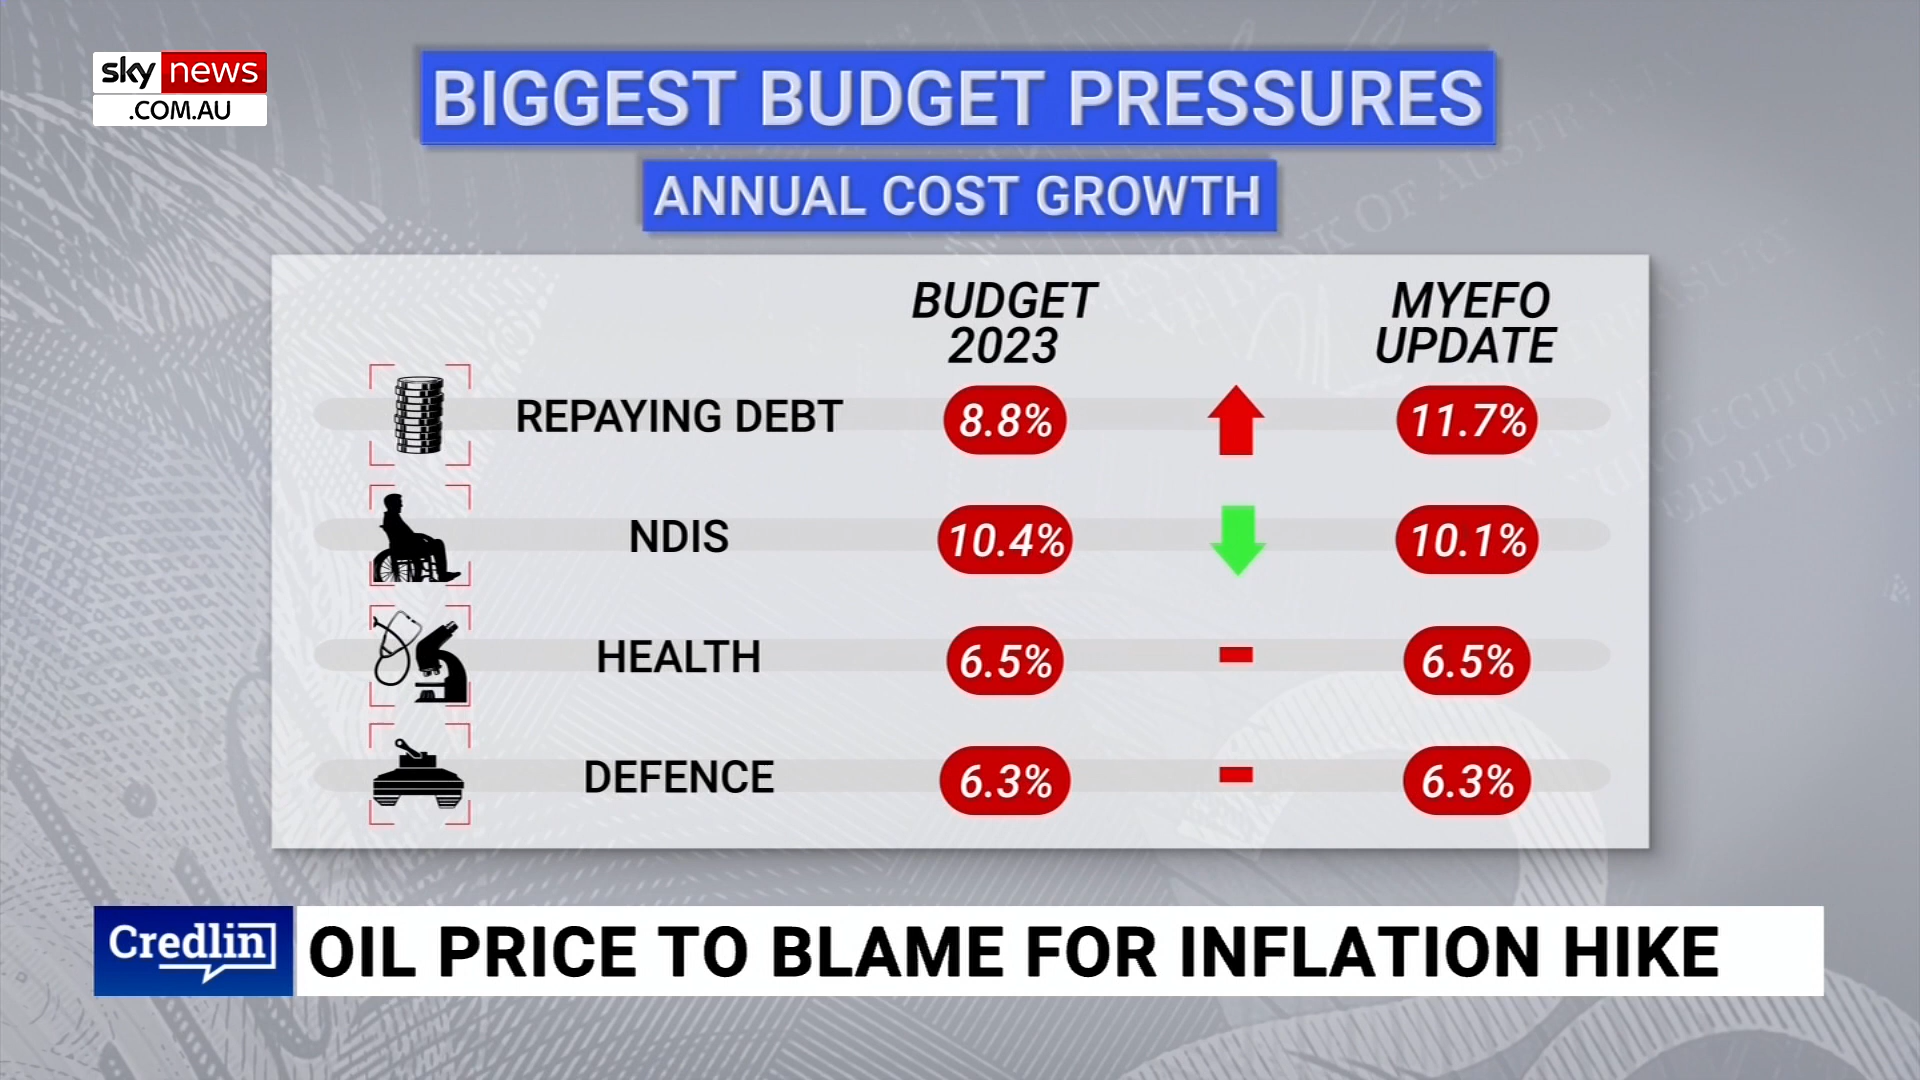 sky news
.COM.AU
BIGGEST BUDGET PRESSURES
ANNUAL COST GROWTH
BUDGET
2023
MYEFO
UPDATE
REPAYING DEBT 8.8% 11.7%
NDIS 10.4% 10.1%
HEALTH 6.5% - 6.5%
DEFENCE 6.3% - 6.3%
Credlin OIL PRICE TO BLAME FOR INFLATION HIKE